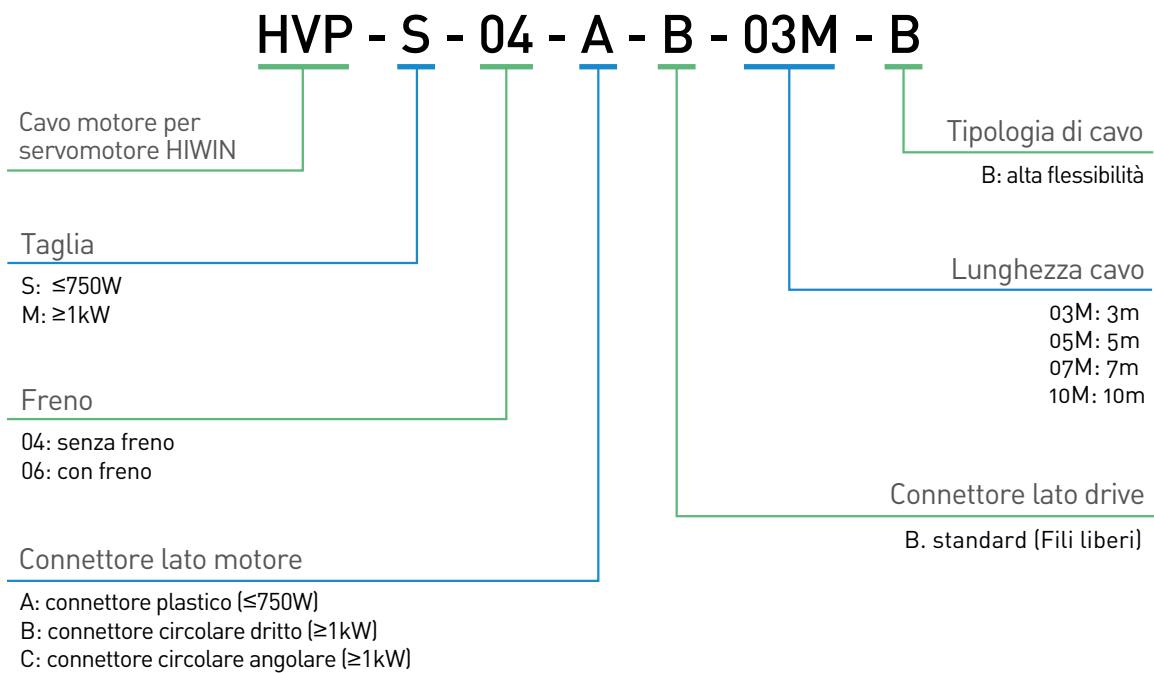 HVP - S - 04 - A - B - 03M - B
Cavo motore per
servomotore HIWIN
Taglia
S: ≤750W
M: ≥1kW
Freno
04: senza freno
06: con freno
Connettore lato motore
A: connettore plastico (≤750W)
B: connettore circolare dritto (≥1kW)
C: connettore circolare angolare (≥1kW)
Tipologia di cavo
B: alta flessibilità
Lunghezza cavo
03M: 3m
05M: 5m
07M: 7m
10M: 10m
Connettore lato drive
B. standard (Fili liberi)